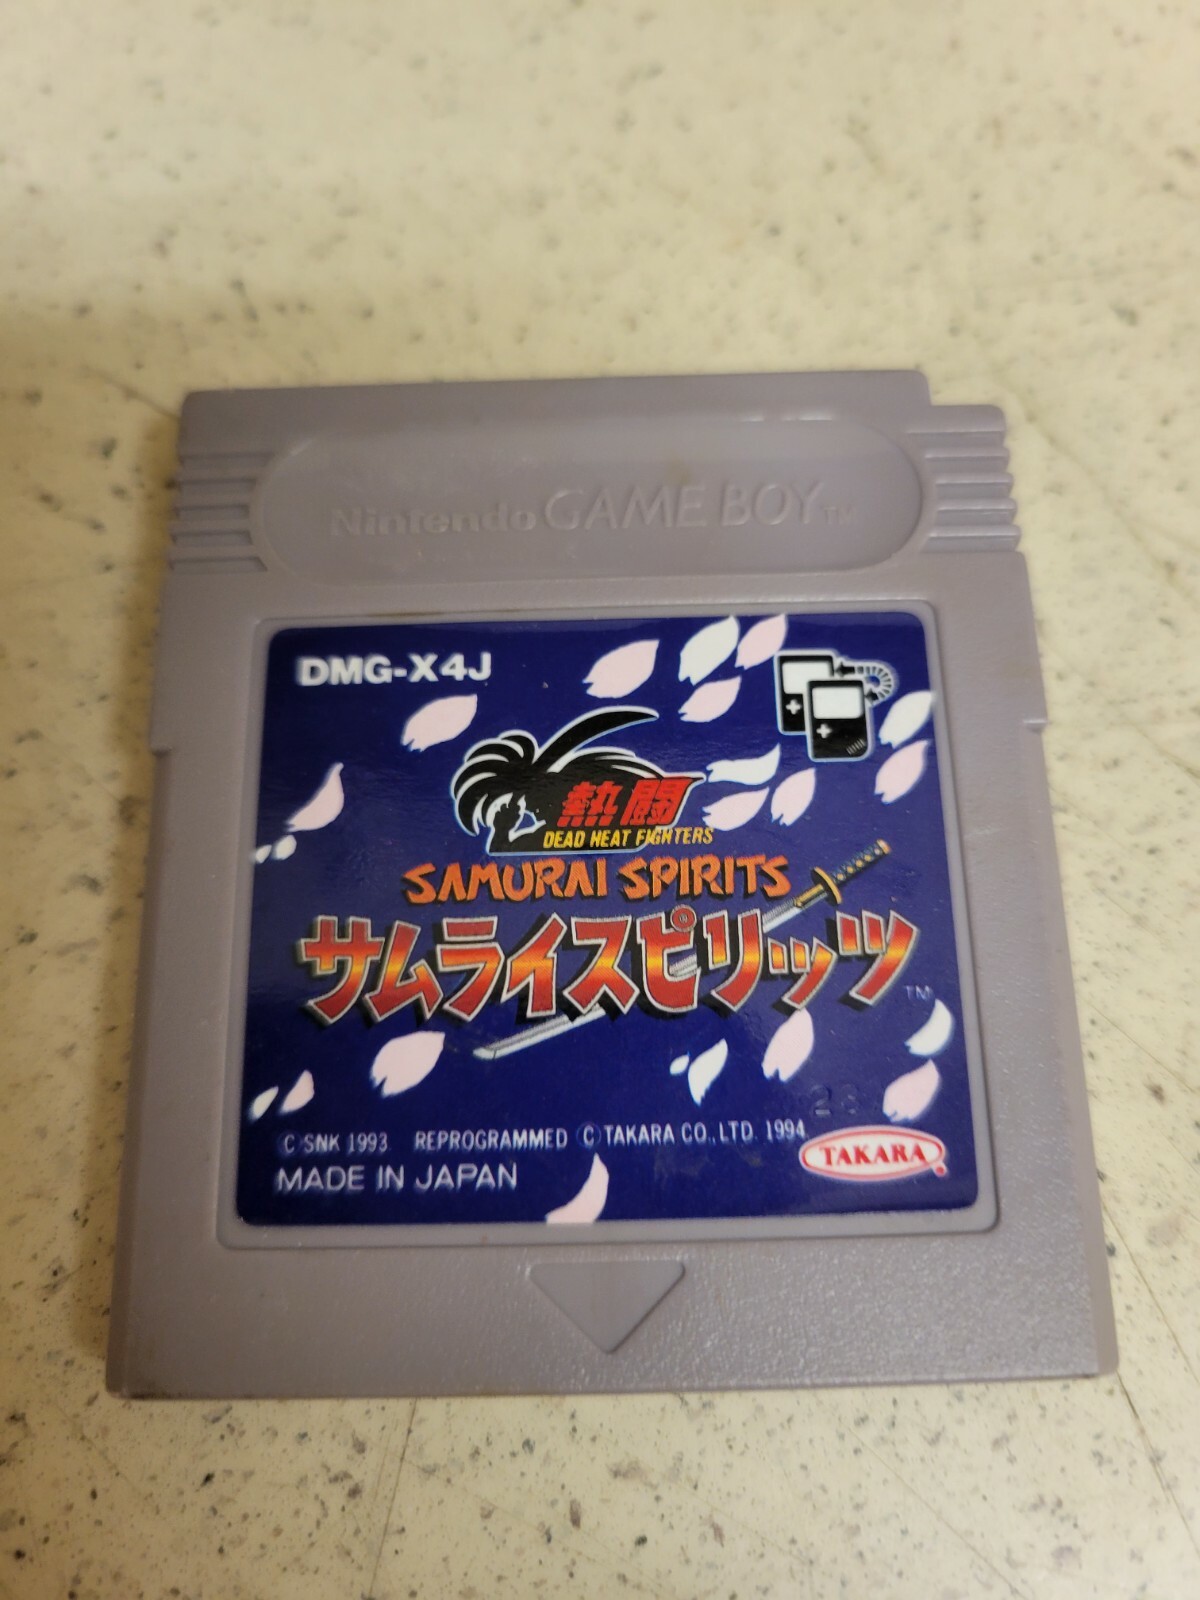 Nintendo GAME BOY TM
DMG-X4J
熱闘
DEAD HEAT FIGHTERS
SAMURAI SPIRITS
サムライスピリッツ TM
© SNK 1993 REPROGRAMMED © TAKARA CO., LTD. 1994
TAKARA
MADE IN JAPAN